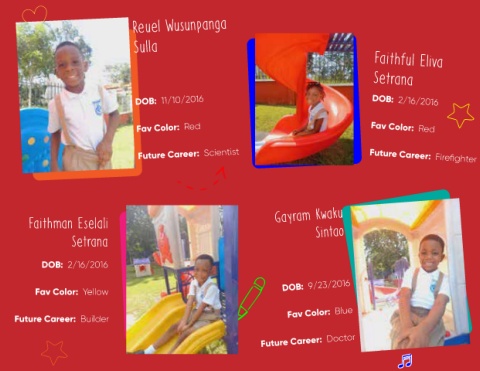 Reuel Wusunpanga
Sulla
DOB: 11/10/2016
Fav Color: Red
Future Career: Scientist
Faithful Eliva
Setrana
DOB: 2/16/2016
Fav Color: Red
Future Career: Firefighter
Faithman Eselali
Setrana
DOB: 2/16/2016
Fav Color: Yellow
Future Career: Builder
Gayram Kwaku
Sintao
DOB: 9/23/2016
Fav Color: Blue
Future Career: Doctor